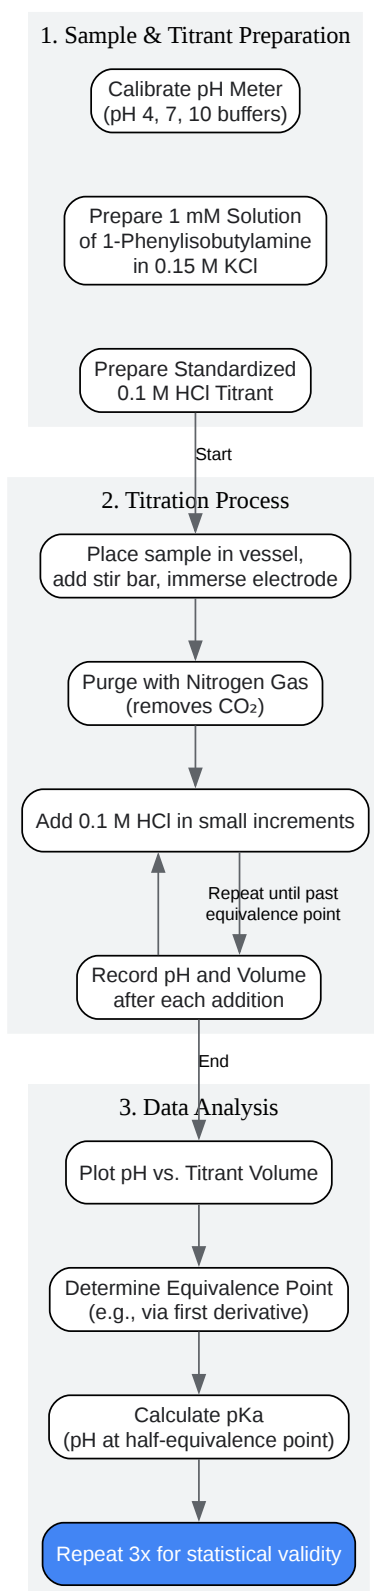 1. Sample & Titrant Preparation
Calibrate pH Meter
(pH 4, 7, 10 buffers)
Prepare 1 mM Solution
of 1-Phenylisobutylamine
in 0.15 M KCl
Prepare Standardized
0.1 M HCl Titrant
Start
2. Titration Process
Place sample in vessel,
add stir bar, immerse electrode
Purge with Nitrogen Gas
(removes CO₂)
Add 0.1 M HCl in small increments
Repeat until past
equivalence point
Record pH and Volume
after each addition
End
3. Data Analysis
Plot pH vs. Titrant Volume
Determine Equivalence Point
(e.g., via first derivative)
Calculate pKa
(pH at half-equivalence point)
Repeat 3x for statistical validity